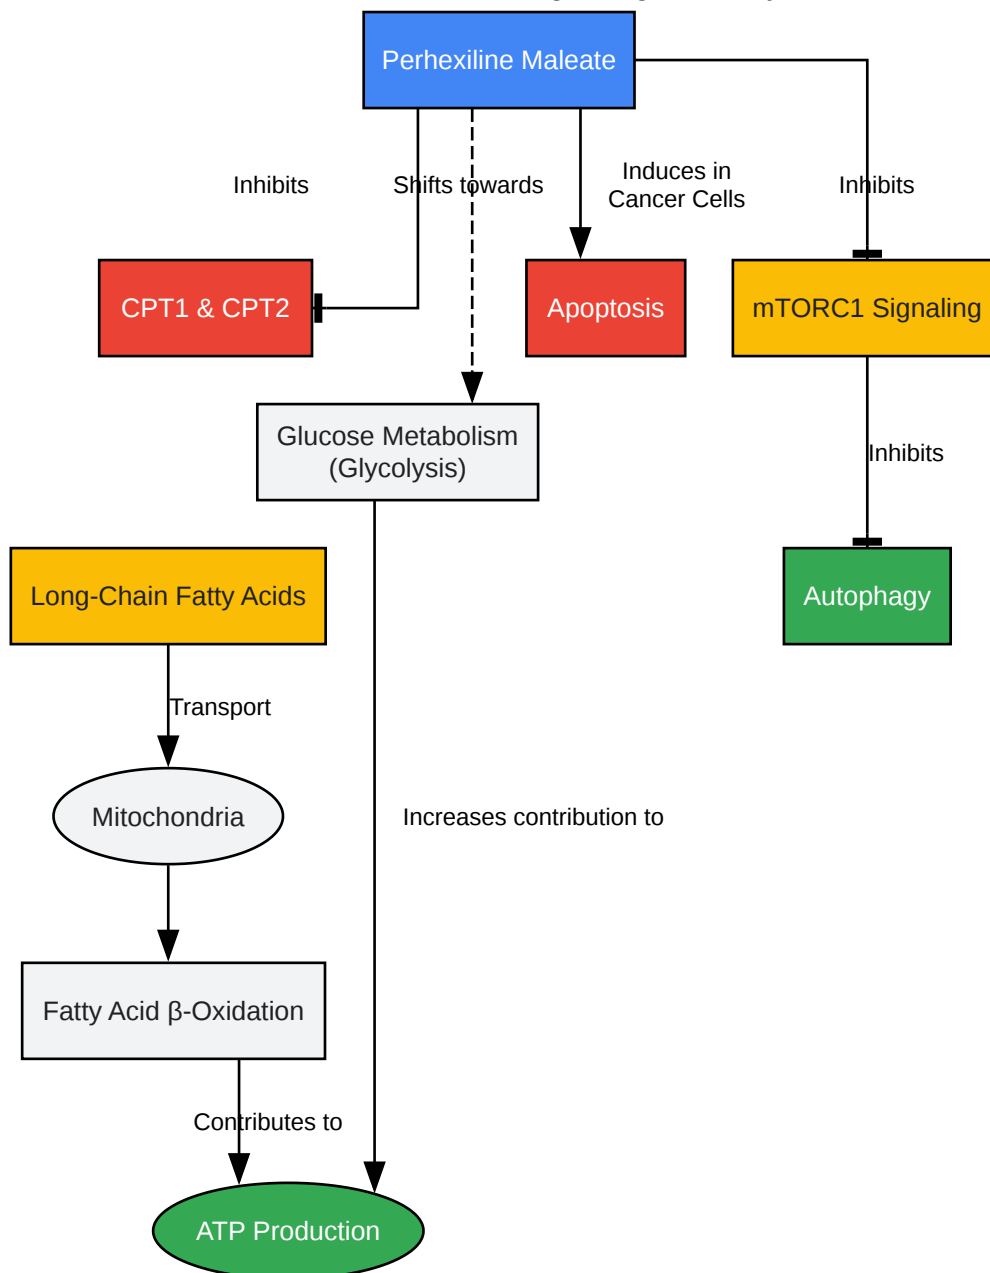 Perhexiline Maleate
Inhibits
Shifts towards
Induces in
Cancer Cells
Inhibits
CPT1 & CPT2
Apoptosis
mTORC1 Signaling
Glucose Metabolism
(Glycolysis)
Inhibits
Long-Chain Fatty Acids
Autophagy
Transport
Mitochondria
Increases contribution to
Fatty Acid β-Oxidation
Contributes to
ATP Production